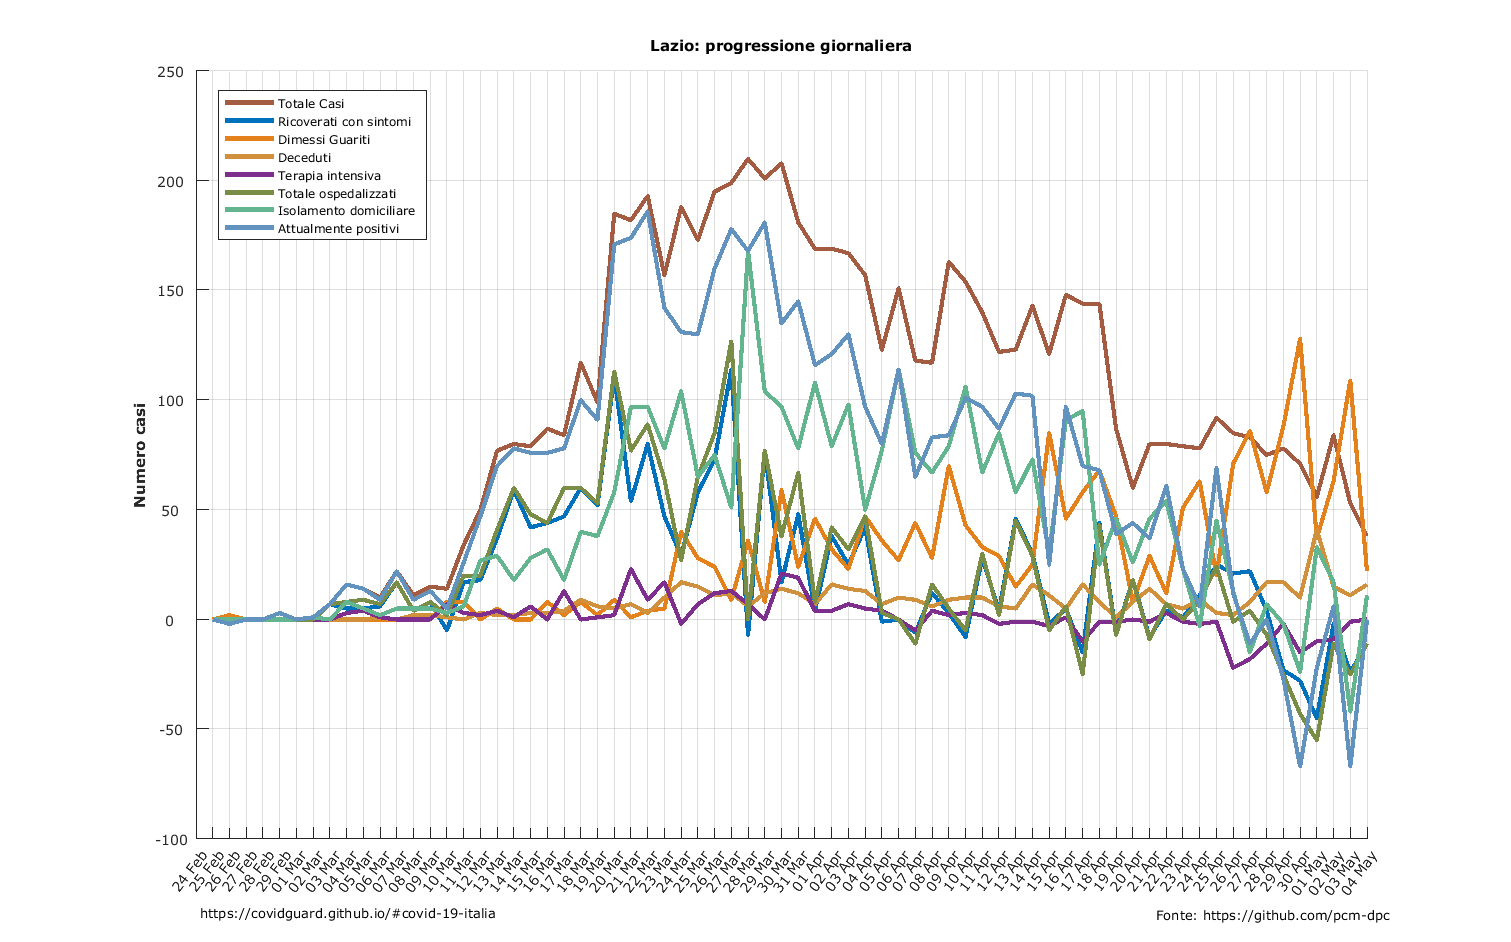 Lazio: progressione giornaliera
250
200
150
100
50
0
-50
-100
Numero casi
Totale Casi
Ricoverati con sintomi
Dimessi Guariti
Deceduti
Terapia intensiva
Totale ospedalizzati
Isolamento domiciliare
Attualmente positivi
24 Feb
25 Feb
26 Feb
27 Feb
28 Feb
29 Feb
01 Mar
02 Mar
03 Mar
04 Mar
05 Mar
06 Mar
07 Mar
08 Mar
09 Mar
10 Mar
11 Mar
12 Mar
13 Mar
14 Mar
15 Mar
16 Mar
17 Mar
18 Mar
19 Mar
20 Mar
21 Mar
22 Mar
23 Mar
24 Mar
25 Mar
26 Mar
27 Mar
28 Mar
29 Mar
30 Mar
31 Mar
01 Apr
02 Apr
03 Apr
04 Apr
05 Apr
06 Apr
07 Apr
08 Apr
09 Apr
10 Apr
11 Apr
12 Apr
13 Apr
14 Apr
15 Apr
16 Apr
17 Apr
18 Apr
19 Apr
20 Apr
21 Apr
22 Apr
23 Apr
24 Apr
25 Apr
26 Apr
27 Apr
28 Apr
29 Apr
30 Apr
01 May
02 May
03 May
04 May
https://covidguard.github.io/#covid-19-italia
Fonte: https://github.com/pcm-dpc